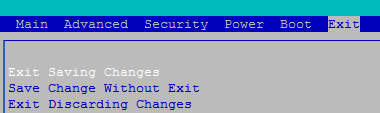 Main Advanced Security Power Boot Exit
Exit Saving Changes
Save Change Without Exit
Exit Discarding Changes